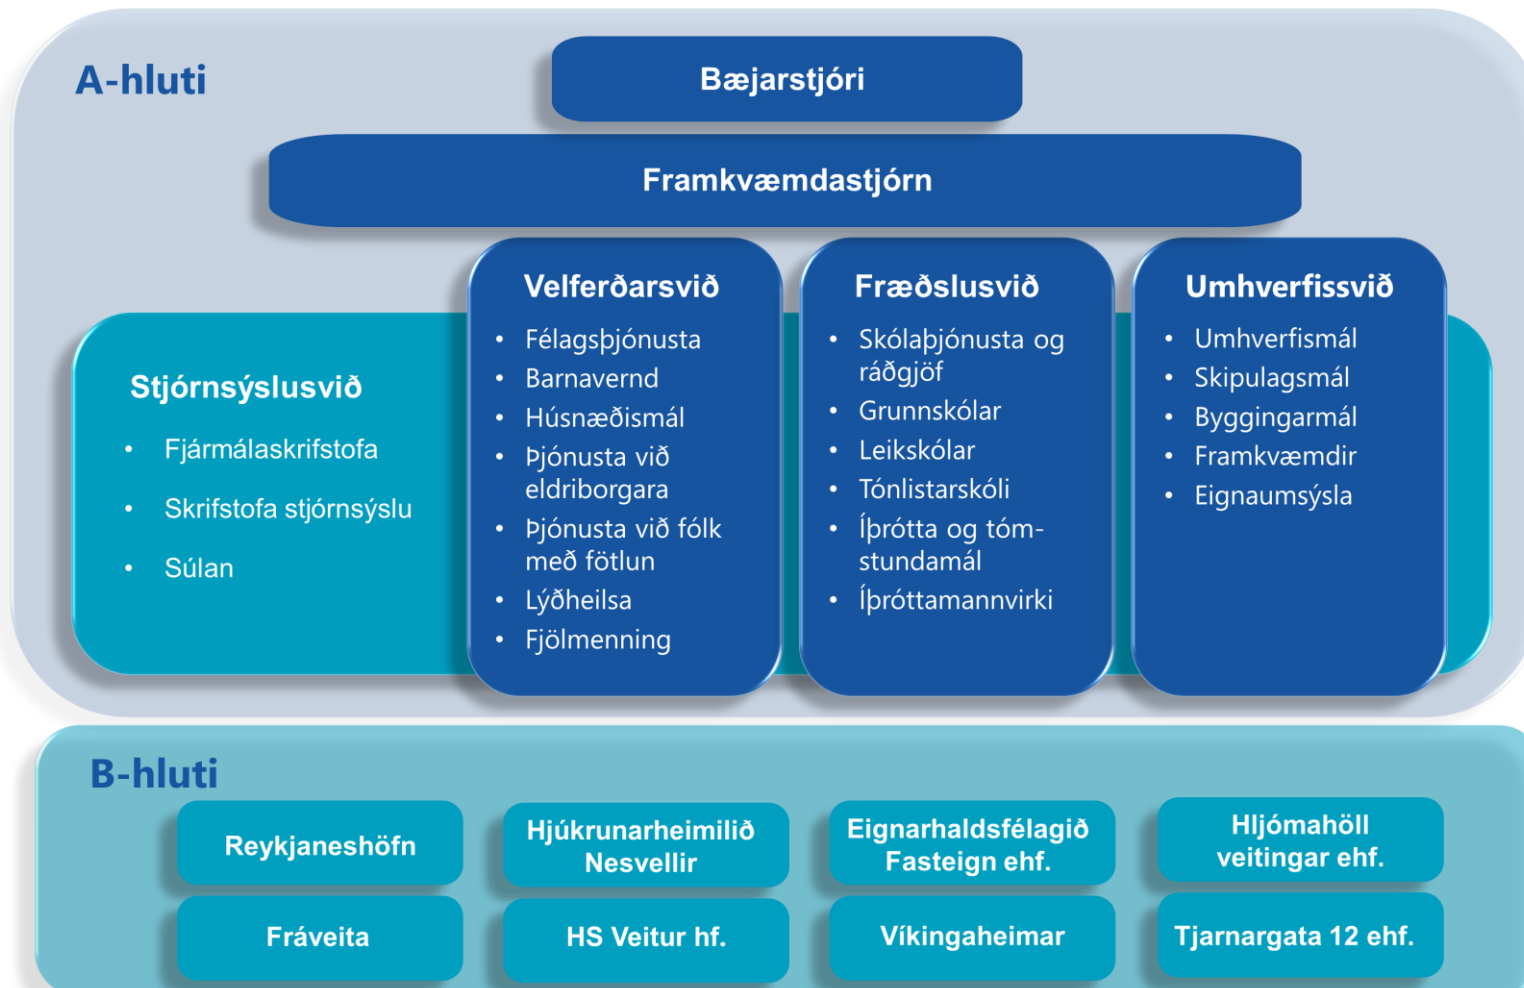 A-hluti
Bæjarstjóri
Framkvæmdastjórn
Stjórnsýslusvið
• Fjármálaskrifstofa
• Skrifstofa stjórnsýslu
• Súlan
Velferðarsvið
• Félagsþjónusta
• Barnavernd
• Húsnæðismál
• Þjónusta við
eldriborgara
• Þjónusta við fólk
með fötlun
• Lýðheilsa
• Fjölmenning
Fræðslusvið
• Skólaþjónusta og
ráðgjöf
• Grunnskólar
• Leikskólar
• Tónlistarskóli
• Íþrótta og tóm-
stundamál
• Íþróttamannvirki
Umhverfissvið
• Umhverfismál
• Skipulagsmál
• Byggingarmál
• Framkvæmdir
• Eignaumsýsla
B-hluti
Reykjaneshöfn
Hjúkrunarheimilið
Nesvellir
Eignarhaldsfélagið
Fasteign ehf.
Hljómahöll
veitingar ehf.
Fráveita
HS Veitur hf.
Víkingaheimar
Tjarnargata 12 ehf.